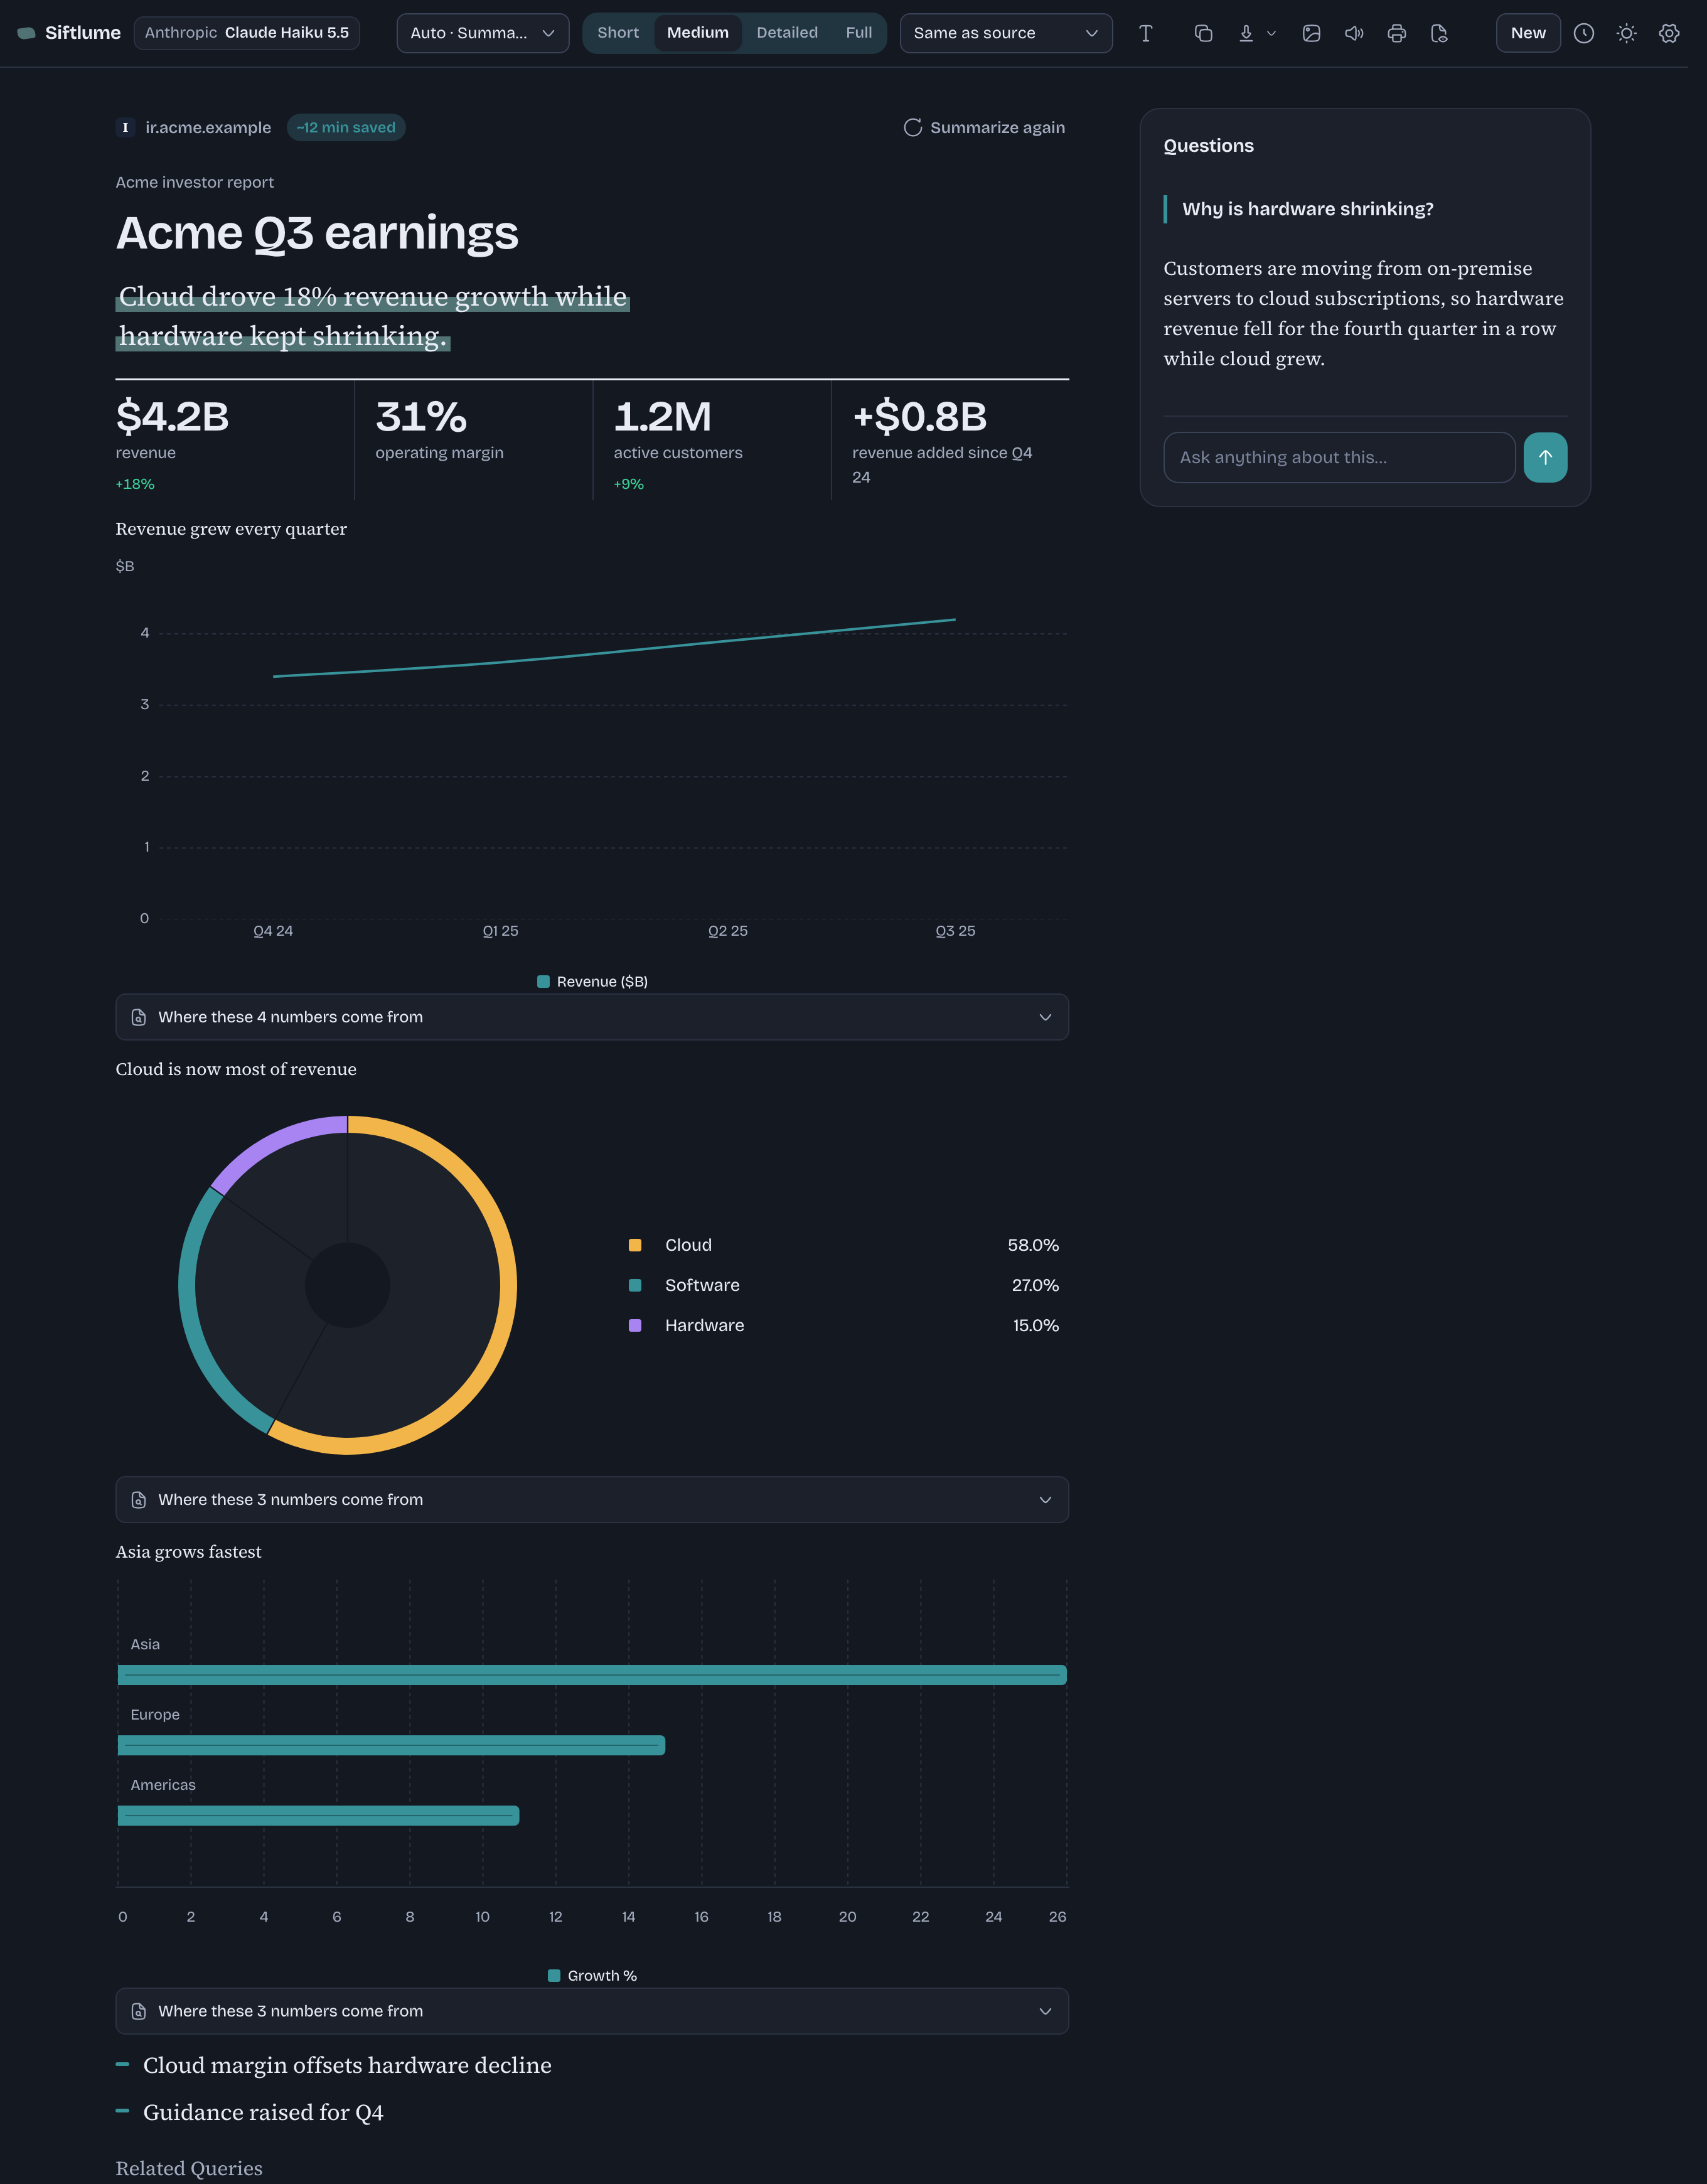 Siftlume
Anthropic Claude Haiku 5.5
Auto · Summa...
Short Medium Detailed Full
Same as source
New
I ir.acme.example
~12 min saved
Summarize again
Acme investor report
Acme Q3 earnings
Cloud drove 18% revenue growth while
hardware kept shrinking.
$4.2B
revenue
+18%
31%
operating margin
1.2M
active customers
+9%
+$0.8B
revenue added since Q4
24
Revenue grew every quarter
$B
4
3
2
1
0
Q4 24 Q1 25 Q2 25 Q3 25
Revenue ($B)
Where these 4 numbers come from
Cloud is now most of revenue
Cloud 58.0%
Software 27.0%
Hardware 15.0%
Where these 3 numbers come from
Asia grows fastest
Asia
Europe
Americas
0 2 4 6 8 10 12 14 16 18 20 22 24 26
Growth %
Where these 3 numbers come from
Cloud margin offsets hardware decline
Guidance raised for Q4
Related Queries
Questions
Why is hardware shrinking?
Customers are moving from on-premise
servers to cloud subscriptions, so hardware
revenue fell for the fourth quarter in a row
while cloud grew.
Ask anything about this...